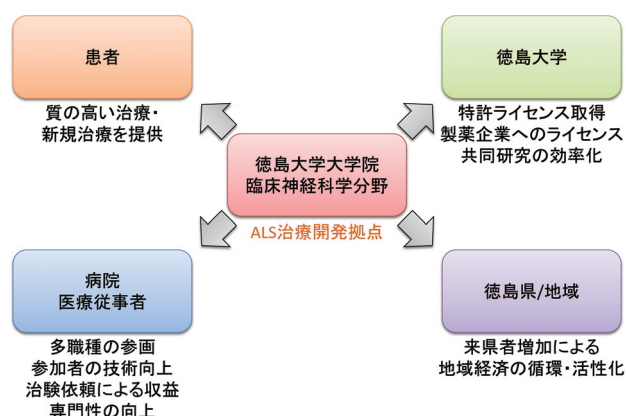 患者
質の高い治療・
新規治療を提供
徳島大学
特許ライセンス取得
製薬企業へのライセンス
共同研究の効率化
徳島大学大学院
臨床神経科学分野
ALS治療開発拠点
病院
医療従事者
多職種の参画
参加者の技術向上
治験依頼による収益
専門性の向上
徳島県/地域
来県者増加による
地域経済の循環・活性化